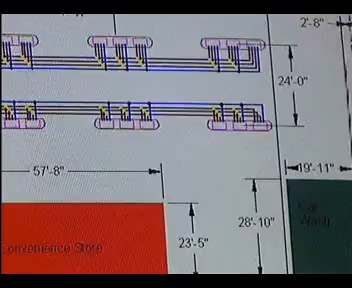 2'-8"
24'-0"
57'-8"
19'-11"
Car
Wash
28'-10"
23'-5"
Convenience Store